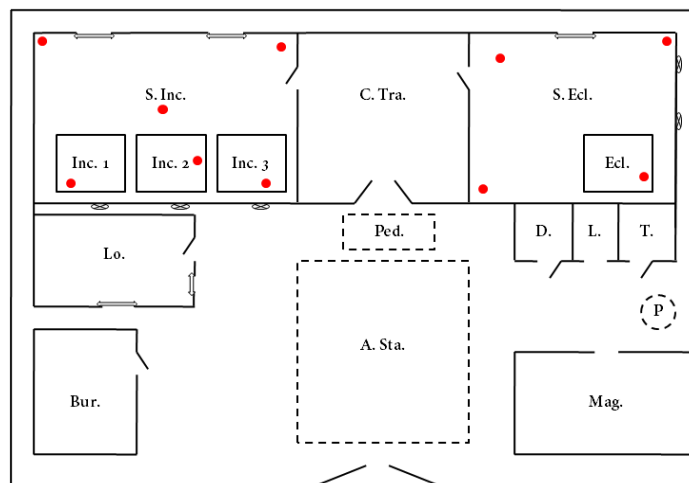 S. Inc.
C. Tra.
S. Ecl.
Inc. 1
Inc. 2
Inc. 3
Ecl.
Ped.
D.
L.
T.
Lo.
P
A. Sta.
Bur.
Mag.